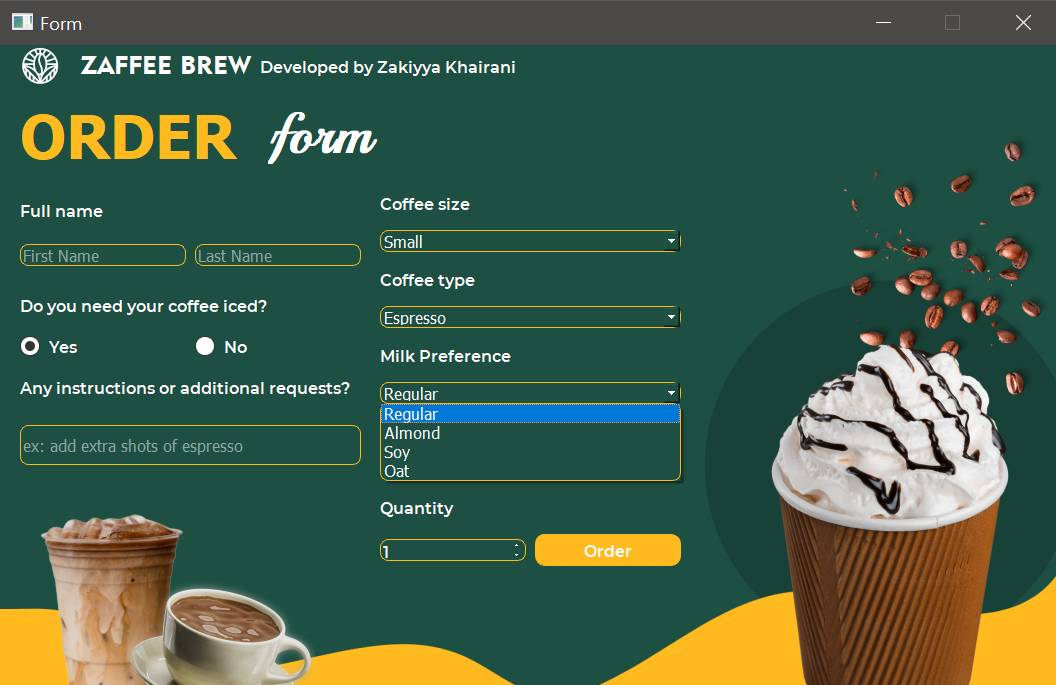 Form
ZAFFEE BREW Developed by Zakiyya Khairani
ORDER form
Full name
First Name Last Name
Do you need your coffee iced?
Yes No
Any instructions or additional requests?
ex: add extra shots of espresso
Coffee size
Small
Coffee type
Espresso
Milk Preference
Regular
Regular
Almond
Soy
Oat
Quantity
1 Order